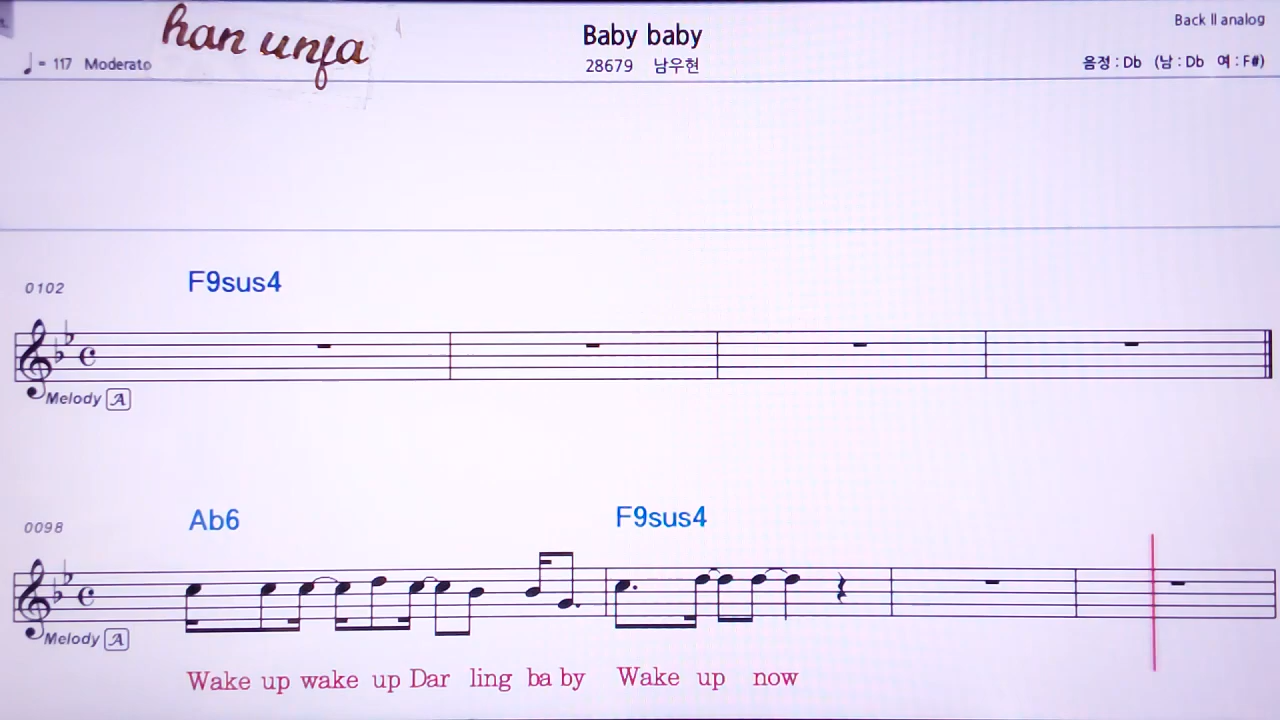 han unja
Baby baby
Back ll analog
♩= 117 Moderato
28679 남우현
음정 : Db (남 : Db 여 : F#)
F9sus4
0102
Melody A
Ab6 F9sus4
0098
Melody A
Wake up wake up Dar ling ba by Wake up now